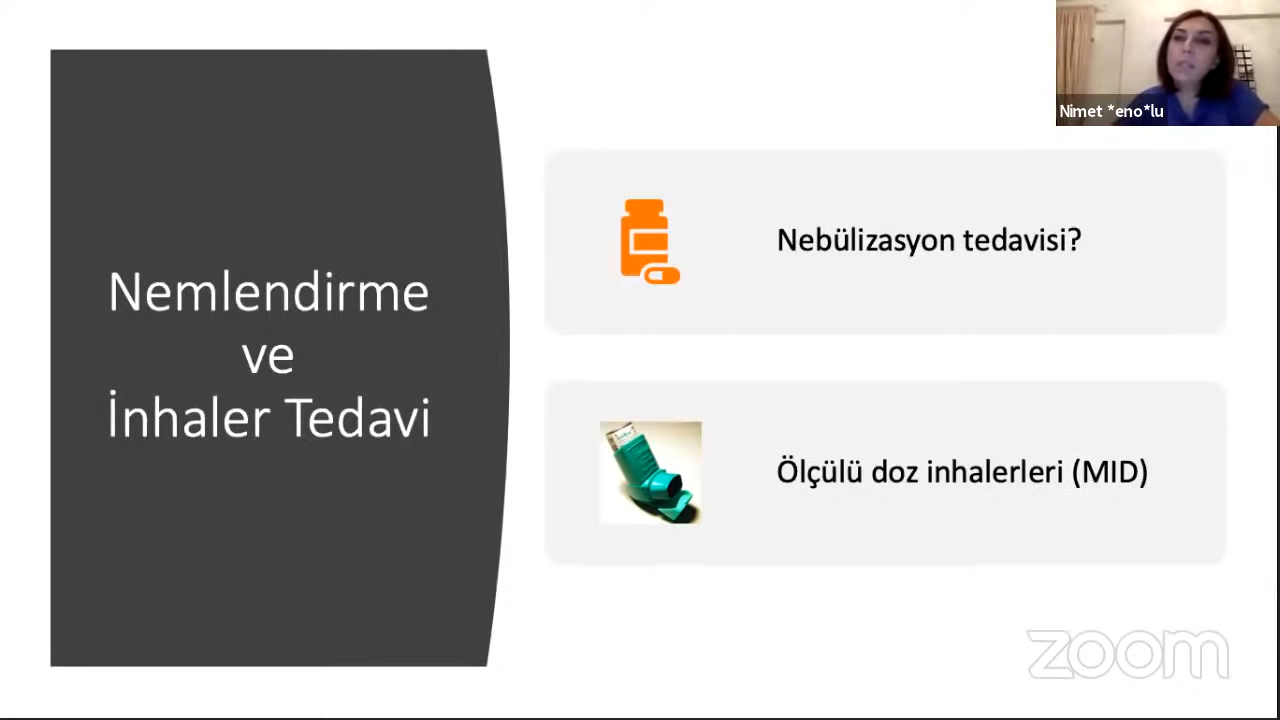 Nimet *eno*lu
Nemlendirme
ve
İnhaler Tedavi
Nebülizasyon tedavisi?
Ölçülü doz inhalerleri (MID)
zoom